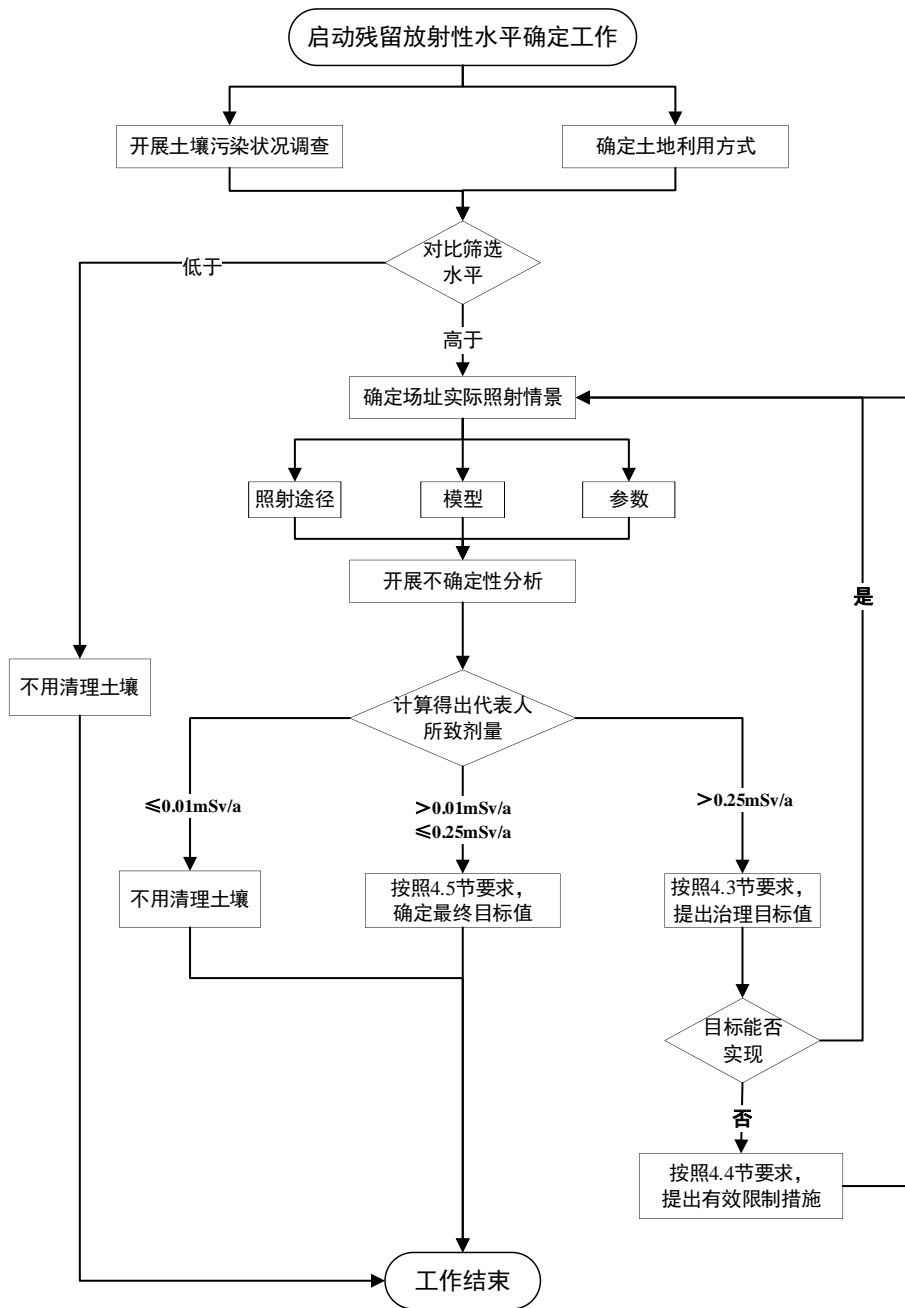 启动残留放射性水平确定工作
开展土壤污染状况调查
确定土地利用方式
对比筛选
水平
低于
高于
确定场址实际照射情景
照射途径
模型
参数
开展不确定性分析
是
不用清理土壤
计算得出代表人
所致剂量
≤0.01mSv/a
＞0.01mSv/a
≤0.25mSv/a
＞0.25mSv/a
不用清理土壤
按照4.5节要求，
确定最终目标值
按照4.3节要求，
提出治理目标值
目标能否
实现
否
按照4.4节要求，
提出有效限制措施
工作结束